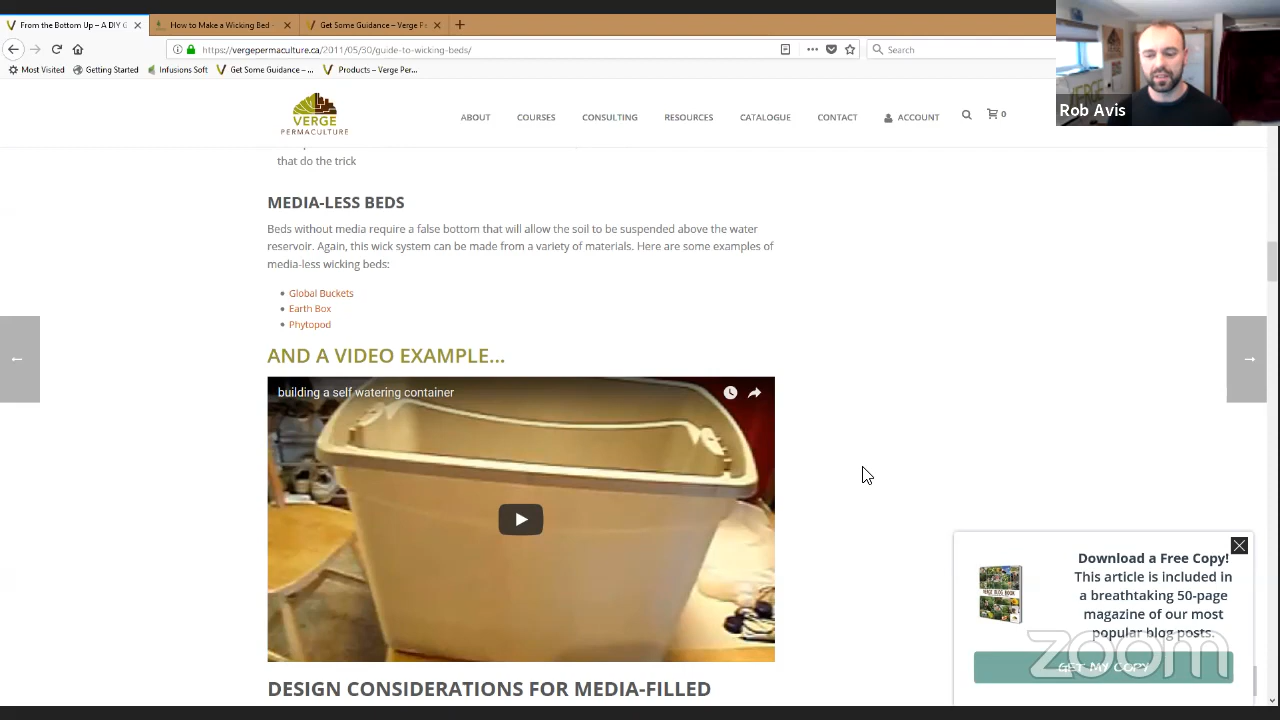 From the Bottom Up – A DIY G
How to Make a Wicking Bed -
Get Some Guidance – Verge Pe
https://vergepermaculture.ca/2011/05/30/guide-to-wicking-beds/
Search
Most Visited
Getting Started
Infusions Soft
Get Some Guidance – ...
Products – Verge Per...
Rob Avis
VERGE
PERMACULTURE
ABOUT
COURSES
CONSULTING
RESOURCES
CATALOGUE
CONTACT
ACCOUNT
0
that do the trick
MEDIA-LESS BEDS
Beds without media require a false bottom that will allow the soil to be suspended above the water
reservoir. Again, this wick system can be made from a variety of materials. Here are some examples of
media-less wicking beds:
• Global Buckets
• Earth Box
• Phytopod
AND A VIDEO EXAMPLE...
building a self watering container
DESIGN CONSIDERATIONS FOR MEDIA-FILLED
Download a Free Copy!
This article is included in
a breathtaking 50-page
magazine of our most
popular blog posts.
GET MY COPY
zoom